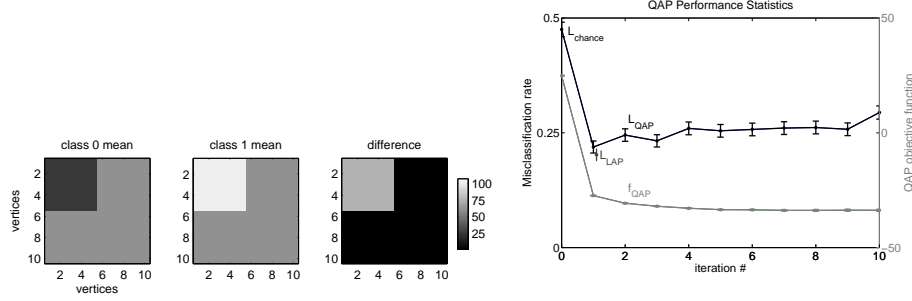 class 0 mean
class 1 mean
difference
vertices
2
4
6
8
10
2 4 6 8 10
vertices
2
4
6
8
10
2 4 6 8 10
2
4
6
8
10
2 4 6 8 10
100
75
50
25
QAP Performance Statistics
Misclassification rate
0.5
0.25
0
L_chance
L_QAP
L_LAP
f_QAP
0 2 4 6 8 10
iteration #
50
0
−50
QAP objective function